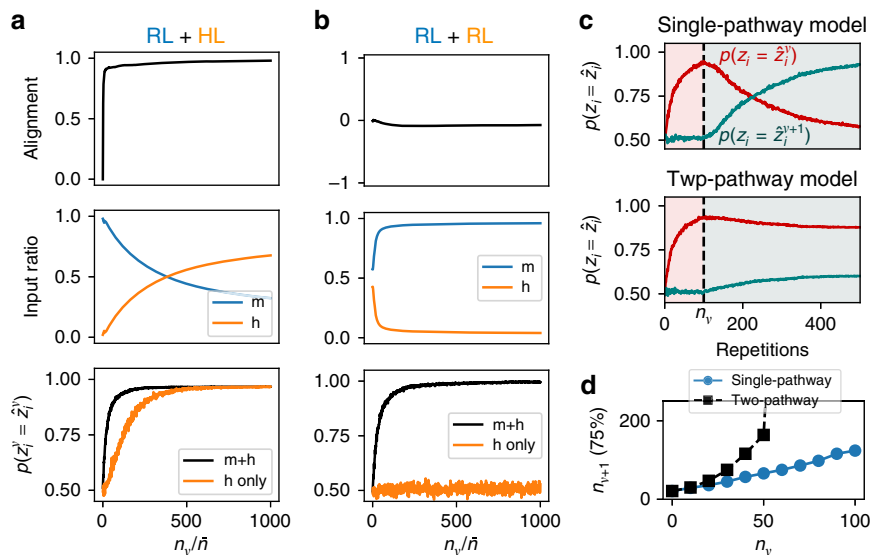 a
RL + HL
1.0
0.5
0.0
Alignment
1.0
0.5
0.0
Input ratio
m
h
1.00
0.75
0.50
p(z_i^ν = ẑ_i^ν)
m+h
h only
0 500 1000
n_ν/n̄
b
RL + RL
1
0
−1
1.0
0.5
0.0
m
h
1.00
0.75
0.50
m+h
h only
0 500 1000
n_ν/n̄
c
Single-pathway model
1.00
0.75
0.50
p(z_i = ẑ_i)
p(z_i = ẑ_i^ν)
p(z_i = ẑ_i^{ν+1})
Twp-pathway model
1.00
0.75
0.50
p(z_i = ẑ_i)
n_ν 200 400
Repetitions
d
Single-pathway
Two-pathway
200
0
n_{ν+1} (75%)
0 50 100
n_ν